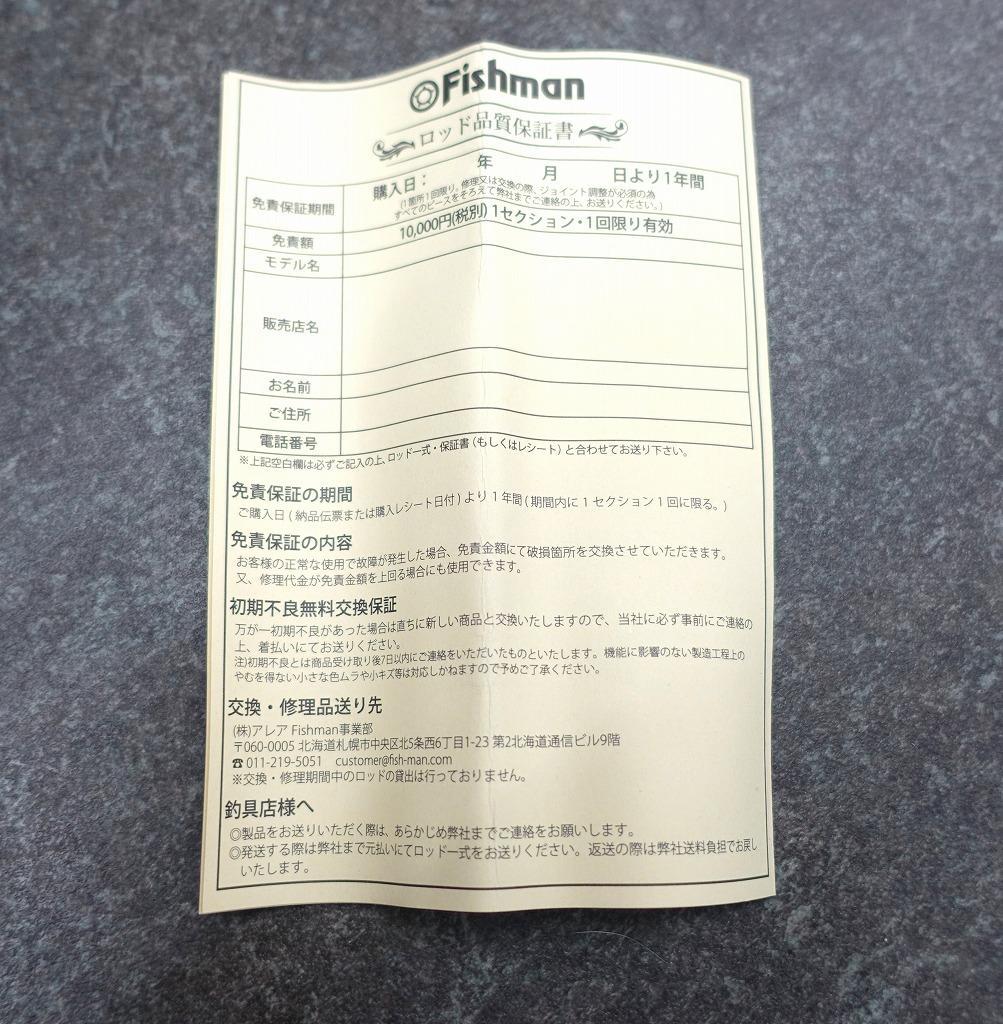 Fishman
ロッド品質保証書
免責保証期間
購入日： 年 月 日より1年間
(1箇所1回限り。修理又は交換の際、ジョイント調整が必須の為
すべてのピースをそろえて弊社までご連絡の上、お送りください。)
免責額
10,000円(税別) 1セクション・1回限り有効
モデル名
販売店名
お名前
ご住所
電話番号
※上記空白欄は必ずご記入の上、ロッド一式・保証書（もしくはレシート）と合わせてお送り下さい。
免責保証の期間
ご購入日 ( 納品伝票または購入レシート日付 ) より 1 年間 ( 期間内に 1 セクション 1 回に限る。)
免責保証の内容
お客様の正常な使用で故障が発生した場合、免責金額にて破損箇所を交換させていただきます。
又、修理代金が免責金額を上回る場合にも使用できます。
初期不良無料交換保証
万が一初期不良があった場合は直ちに新しい商品と交換いたしますので、当社に必ず事前にご連絡の
上、着払いにてお送りください。
注)初期不良とは商品受け取り後7日以内にご連絡をいただいたものといたします。機能に影響のない製造工程上の
やむを得ない小さな色ムラや小キズ等は対応しかねますので予めご了承ください。
交換・修理品送り先
(株)アレア Fishman事業部
〒060-0005 北海道札幌市中央区北5条西6丁目1-23 第2北海道通信ビル9階
☎ 011-219-5051 customer@fish-man.com
※交換・修理期間中のロッドの貸出は行っておりません。
釣具店様へ
◎製品をお送りいただく際は、あらかじめ弊社までご連絡をお願いします。
◎発送する際は弊社まで元払いにてロッド一式をお送りください。返送の際は弊社送料負担でお戻し
いたします。